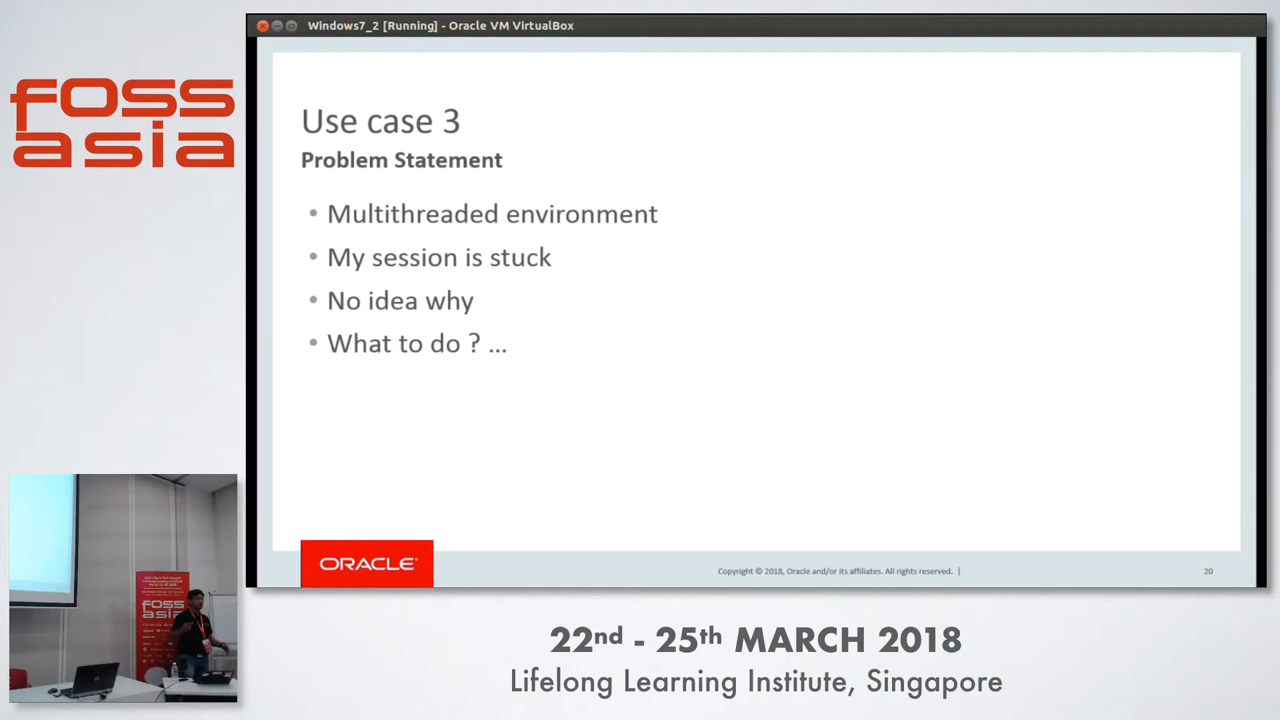 foss
asia
Windows7_2 [Running] - Oracle VM VirtualBox
Use case 3
Problem Statement
• Multithreaded environment
• My session is stuck
• No idea why
• What to do ? ...
ORACLE
Copyright © 2018, Oracle and/or its affiliates. All rights reserved. |
20
foss
asia
22nd - 25th MARCH 2018
Lifelong Learning Institute, Singapore